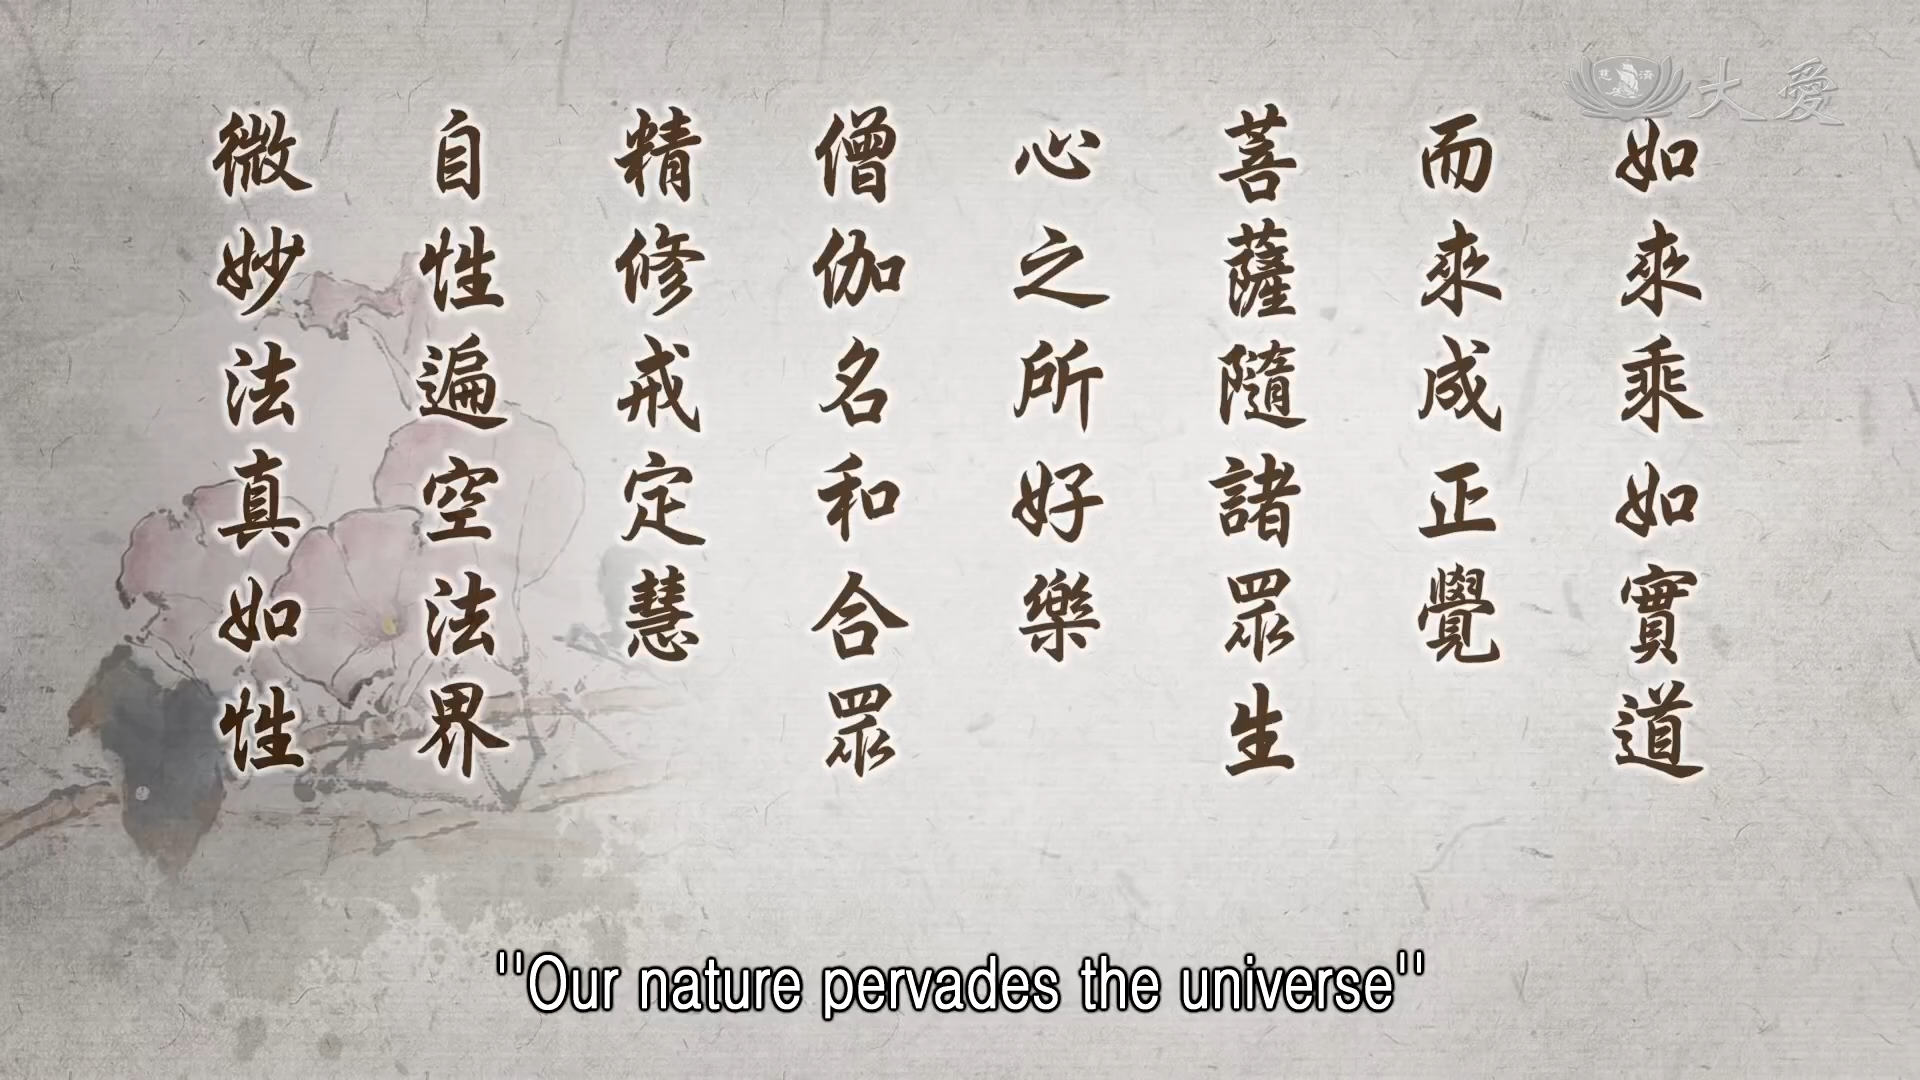 大愛
如來乘如實道
而來成正覺
菩薩隨諸眾生
心之所好樂
僧伽名和合眾
精修戒定慧
自性遍空法界
微妙法真如性
"Our nature pervades the universe"